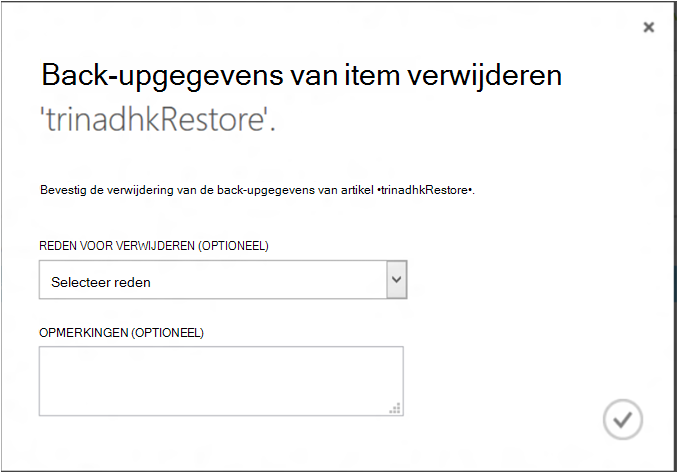 Back-upgegevens van item verwijderen
'trinadhkRestore'.
Bevestig de verwijdering van de back-upgegevens van artikel •trinadhkRestore•.
REDEN VOOR VERWIJDEREN (OPTIONEEL)
Selecteer reden
OPMERKINGEN (OPTIONEEL)